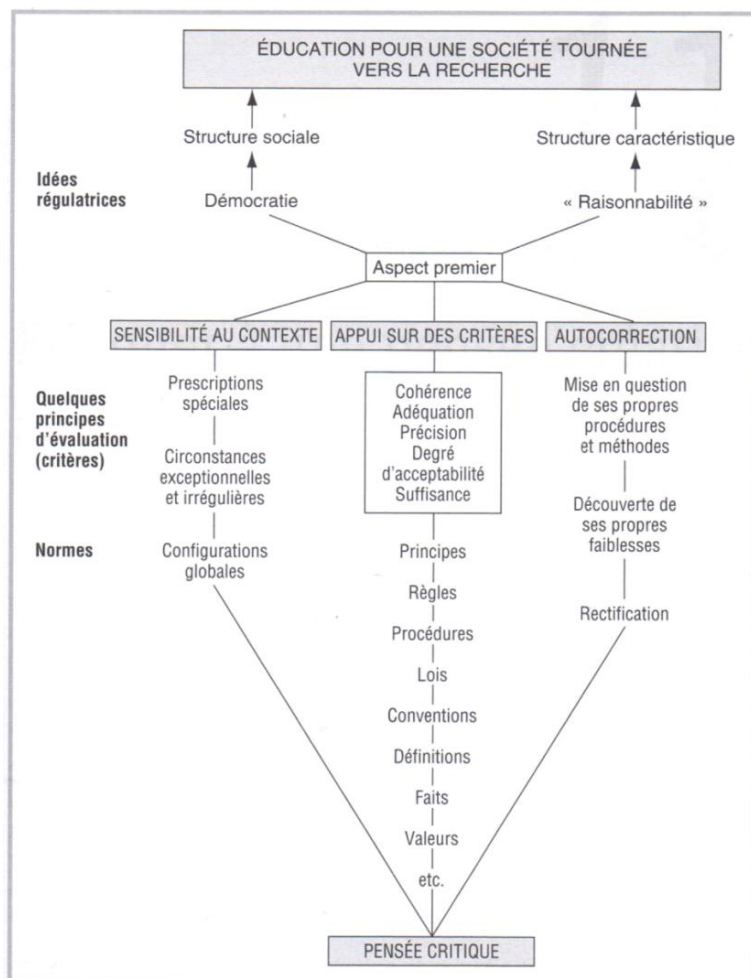 ÉDUCATION POUR UNE SOCIÉTÉ TOURNÉE
VERS LA RECHERCHE
Structure sociale
Structure caractéristique
Idées
régulatrices
Démocratie
« Raisonnabilité »
Aspect premier
SENSIBILITÉ AU CONTEXTE
APPUI SUR DES CRITÈRES
AUTOCORRECTION
Quelques
principes
d'évaluation
(critères)
Prescriptions
spéciales
Circonstances
exceptionnelles
et irrégulières
Cohérence
Adéquation
Précision
Degré
d'acceptabilité
Suffisance
Mise en question
de ses propres
procédures
et méthodes
Découverte de
ses propres
faiblesses
Normes
Configurations
globales
Principes
Règles
Procédures
Lois
Conventions
Définitions
Faits
Valeurs
etc.
Rectification
PENSÉE CRITIQUE